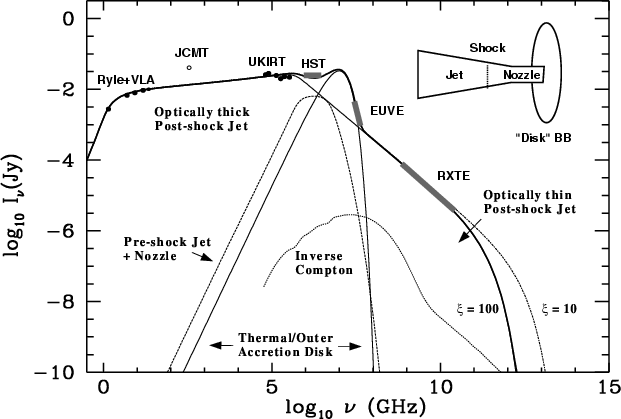 0
JCMT
UKIRT
HST
Shock
Ryle+VLA
Jet
Nozzle
−2
Optically thick
Post-shock Jet
EUVE
"Disk" BB
log10 Iν(Jy)
−4
RXTE
Optically thin
Post-shock Jet
−6
Pre-shock Jet
+ Nozzle
Inverse
Compton
−8
ξ = 100
ξ = 10
Thermal/Outer
Accretion Disk
−10
0
5
10
15
log10 ν (GHz)